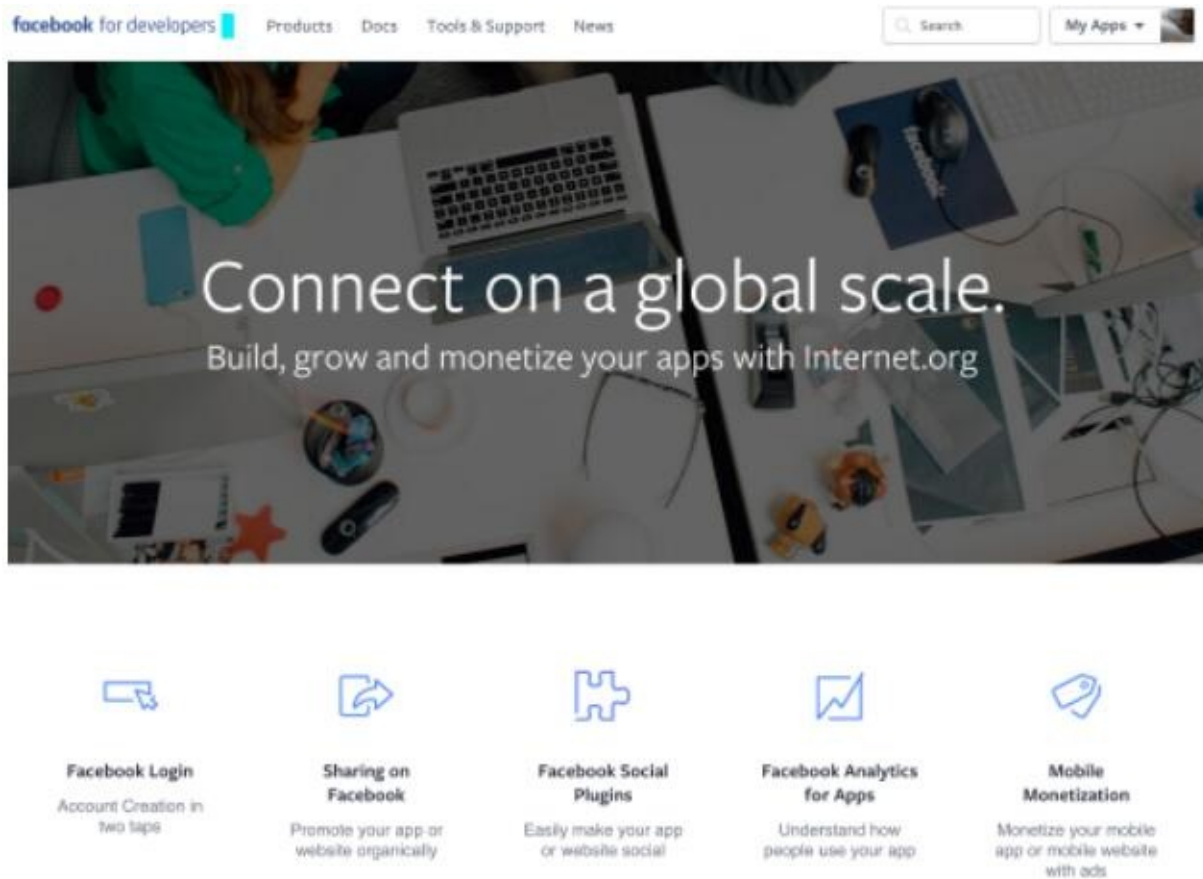 facebook for developers
Products Docs Tools & Support News
Search
My Apps
facebook
Connect on a global scale.
Build, grow and monetize your apps with Internet.org
Facebook Login
Account Creation in
two taps
Sharing on
Facebook
Promote your app or
website organically
Facebook Social
Plugins
Easily make your app
or website social
Facebook Analytics
for Apps
Understand how
people use your app
Mobile
Monetization
Monetize your mobile
app or mobile website
with ads